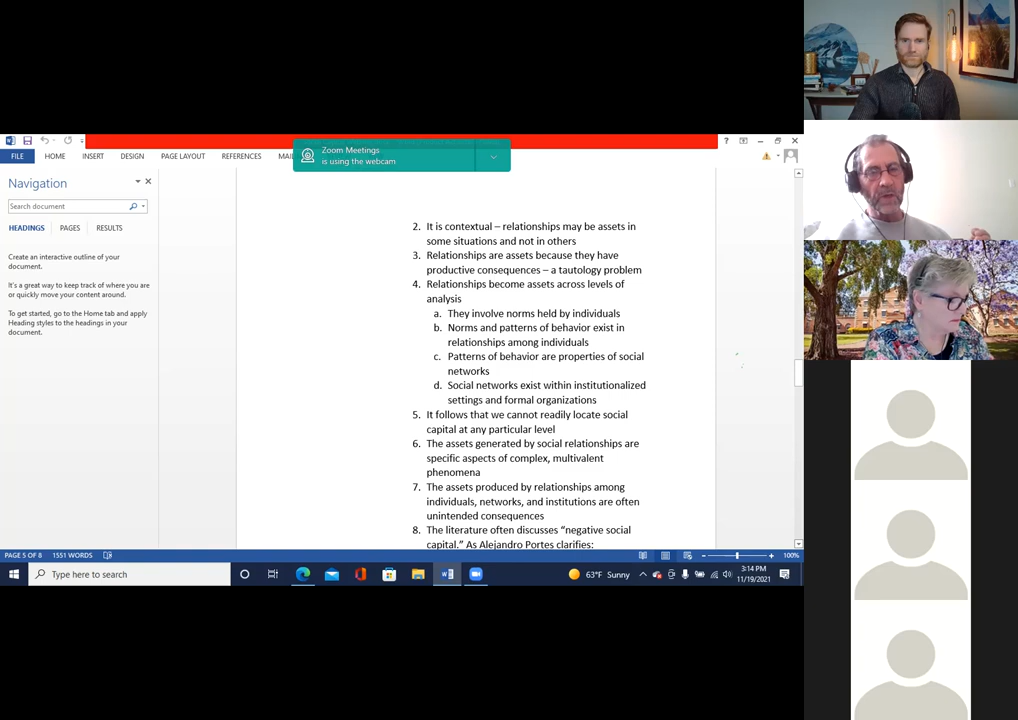 Zoom Meetings
is using the webcam
FILE HOME INSERT DESIGN PAGE LAYOUT REFERENCES MAI
Navigation
Search document
HEADINGS PAGES RESULTS
Create an interactive outline of your
document.
It's a great way to keep track of where you are
or quickly move your content around.
To get started, go to the Home tab and apply
Heading styles to the headings in your
document.
2. It is contextual – relationships may be assets in
some situations and not in others
3. Relationships are assets because they have
productive consequences – a tautology problem
4. Relationships become assets across levels of
analysis
a. They involve norms held by individuals
b. Norms and patterns of behavior exist in
relationships among individuals
c. Patterns of behavior are properties of social
networks
d. Social networks exist within institutionalized
settings and formal organizations
5. It follows that we cannot readily locate social
capital at any particular level
6. The assets generated by social relationships are
specific aspects of complex, multivalent
phenomena
7. The assets produced by relationships among
individuals, networks, and institutions are often
unintended consequences
8. The literature often discusses “negative social
capital.” As Alejandro Portes clarifies:
PAGE 5 OF 8 1551 WORDS 100%
Type here to search
63°F Sunny
3:14 PM
11/19/2021